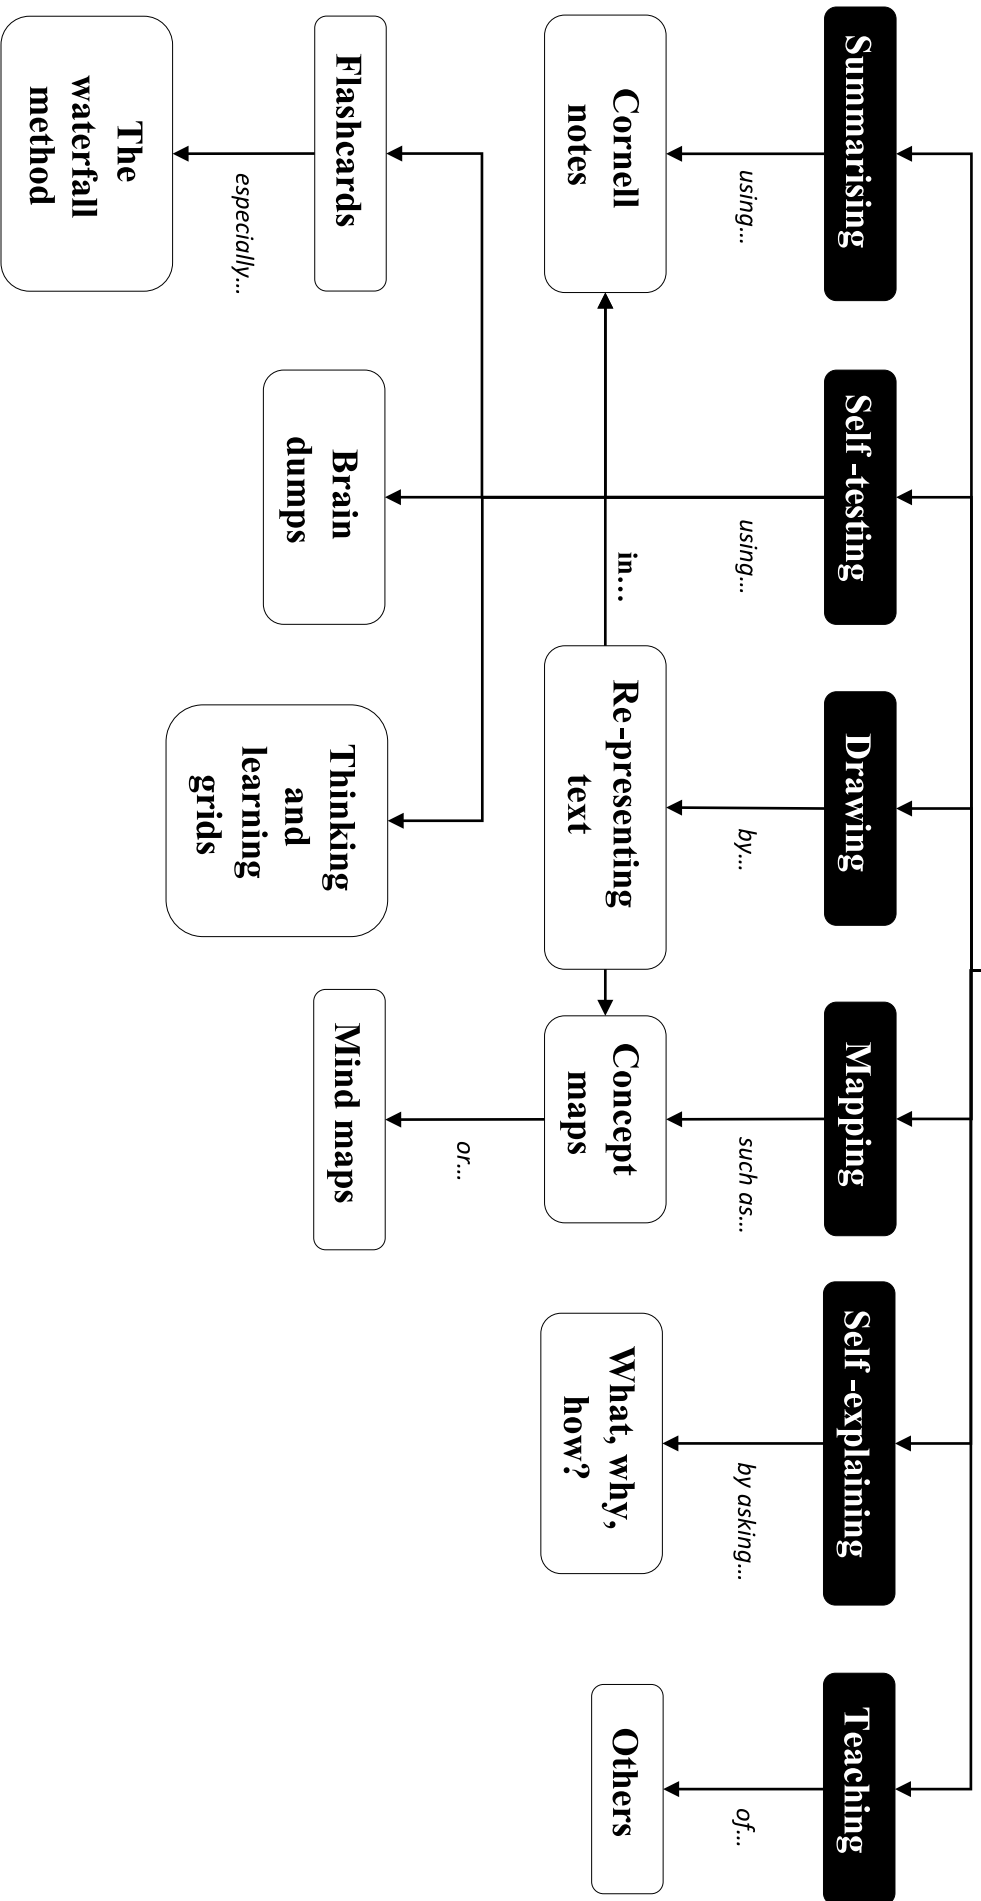 Summarising
Self -testing
Drawing
Mapping
Self -explaining
Teaching
using…
using…
by…
such as…
by asking…
of…
Cornell
notes
in…
Re-presenting
text
Concept
maps
What, why,
how?
Others
or…
Flashcards
Brain
dumps
Thinking
and
learning
grids
Mind maps
especially…
The
waterfall
method